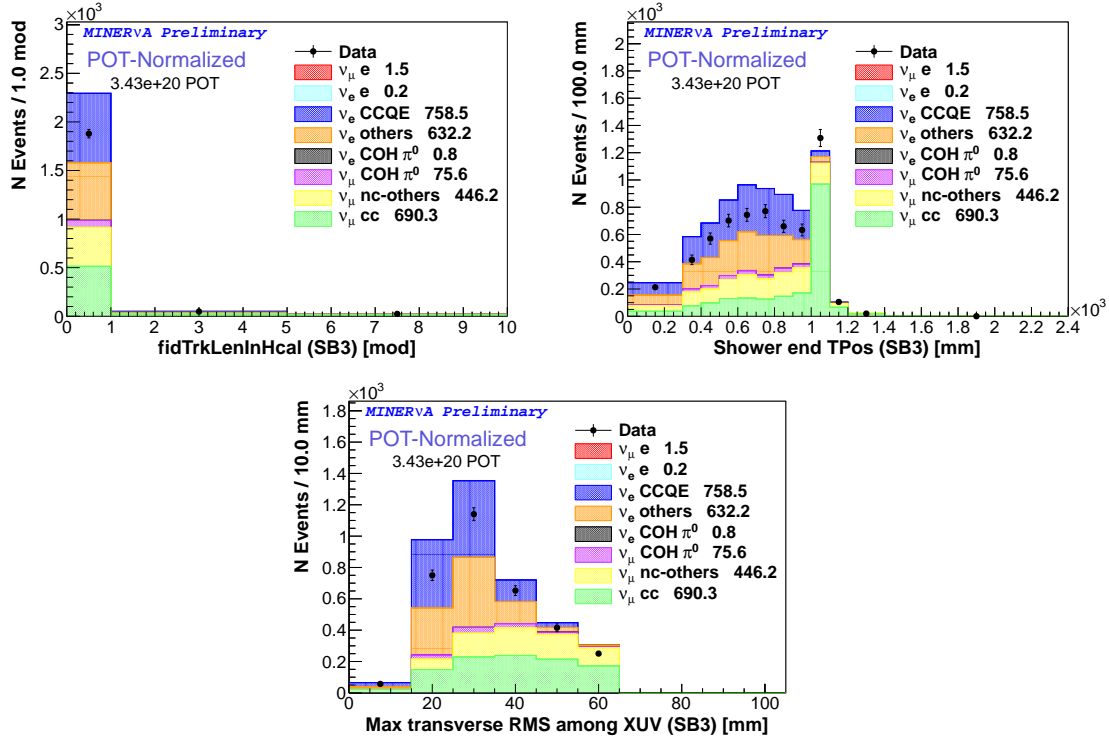 ×10³
MINERνA Preliminary
POT-Normalized
3.43e+20 POT
Data
νμ e 1.5
νe e 0.2
νe CCQE 758.5
νe others 632.2
νe COH π⁰ 0.8
νμ COH π⁰ 75.6
νμ nc-others 446.2
νμ cc 690.3
N Events / 1.0 mod
3
2.5
2
1.5
1
0.5
0
0 1 2 3 4 5 6 7 8 9 10
fidTrkLenInHcal (SB3) [mod]
×10³
MINERνA Preliminary
POT-Normalized
3.43e+20 POT
Data
νμ e 1.5
νe e 0.2
νe CCQE 758.5
νe others 632.2
νe COH π⁰ 0.8
νμ COH π⁰ 75.6
νμ nc-others 446.2
νμ cc 690.3
N Events / 100.0 mm
2
1.8
1.6
1.4
1.2
1
0.8
0.6
0.4
0.2
0
0 0.2 0.4 0.6 0.8 1 1.2 1.4 1.6 1.8 2 2.2 2.4
×10³
Shower end TPos (SB3) [mm]
×10³
MINERνA Preliminary
POT-Normalized
3.43e+20 POT
Data
νμ e 1.5
νe e 0.2
νe CCQE 758.5
νe others 632.2
νe COH π⁰ 0.8
νμ COH π⁰ 75.6
νμ nc-others 446.2
νμ cc 690.3
N Events / 10.0 mm
1.8
1.6
1.4
1.2
1
0.8
0.6
0.4
0.2
0
0 20 40 60 80 100
Max transverse RMS among XUV (SB3) [mm]